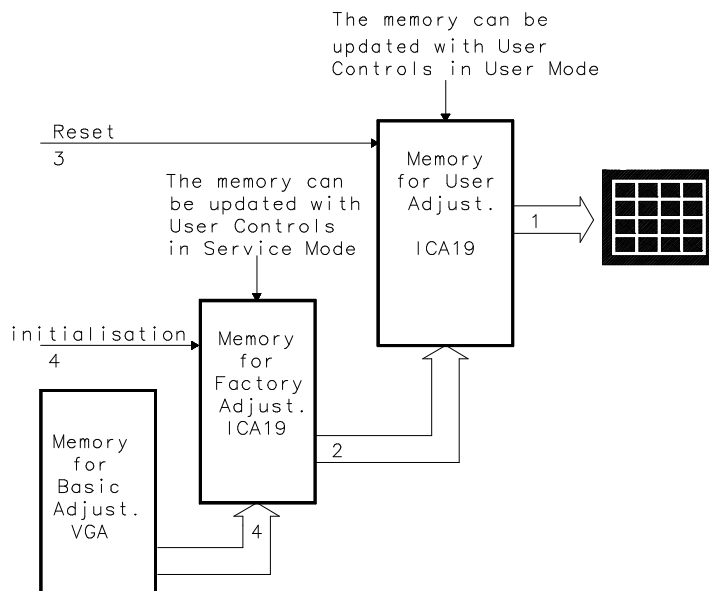 The memory can be
updated with User
Controls in User Mode
Reset
3
Memory
for User
Adjust.
ICA19
1
The memory can
be updated with
User Controls
in Service Mode
initialisation
4
Memory
for
Factory
Adjust.
ICA19
2
Memory
for
Basic
Adjust.
VGA
4